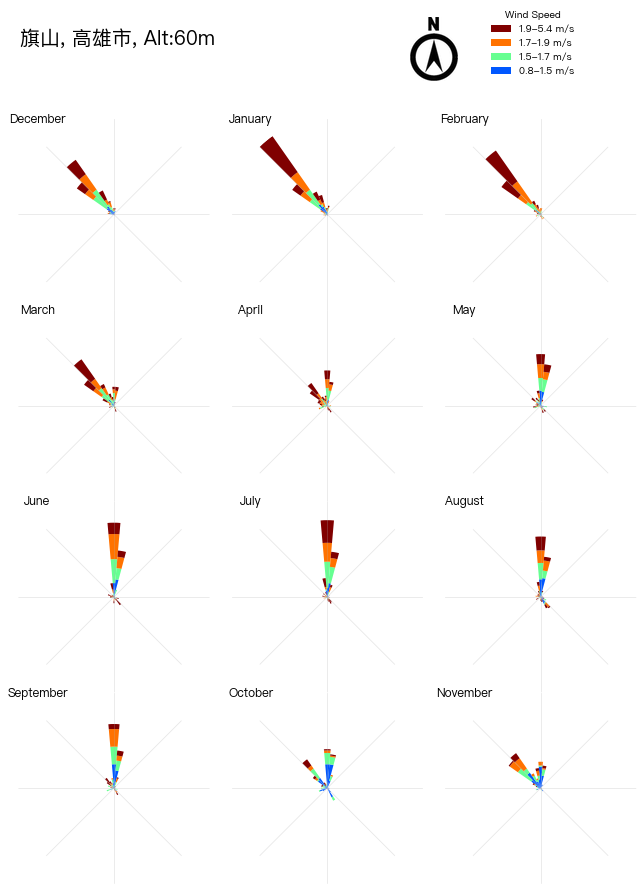 旗山, 高雄市, Alt:60m
N
Wind Speed
1.9–5.4 m/s
1.7–1.9 m/s
1.5–1.7 m/s
0.8–1.5 m/s
December
January
February
March
April
May
June
July
August
September
October
November